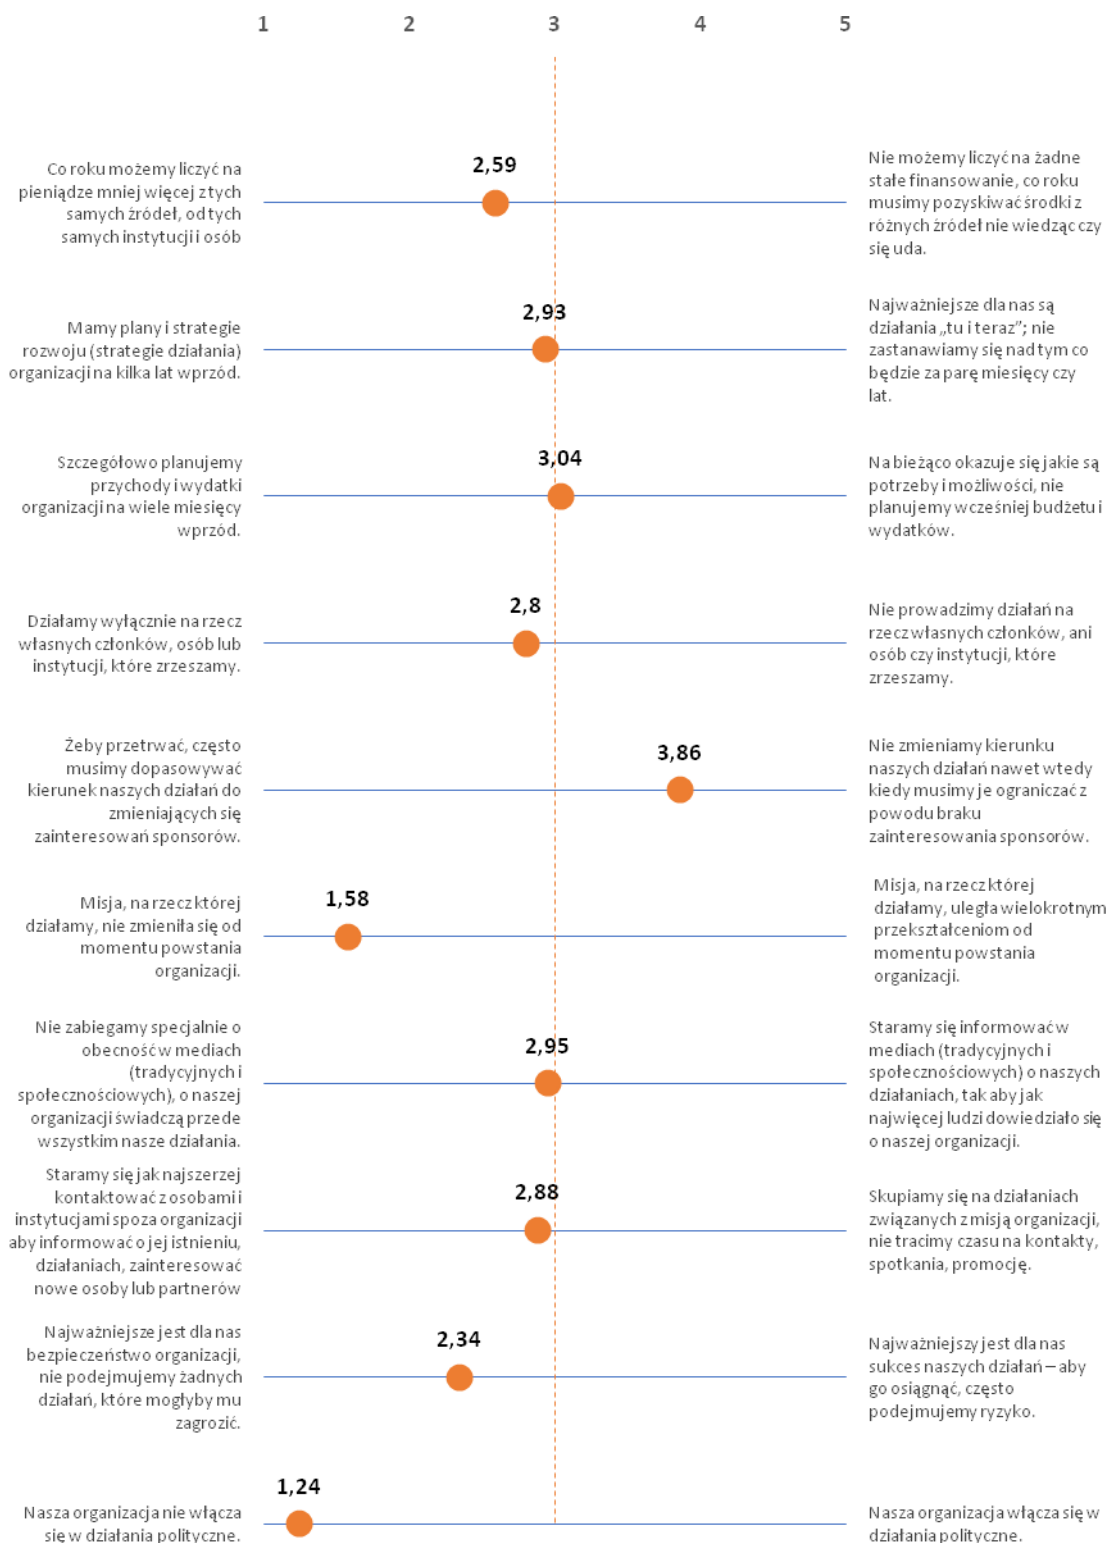 1 2 3 4 5
Co roku możemy liczyć na
pieniądze mniej więcej z tych
samych źródeł, od tych
samych instytucji i osób
2,59
Nie możemy liczyć na żadne
stałe finansowanie, co roku
musimy pozyskiwać środki z
różnych źródeł nie wiedząc czy
się uda.
Mamy plany i strategie
rozwoju (strategie działania)
organizacji na kilka lat wprzód.
2,93
Najważniejsze dla nas są
działania „tu i teraz”; nie
zastanawiamy się nad tym co
będzie za parę miesięcy czy
lat.
Szczegółowo planujemy
przychody i wydatki
organizacji na wiele miesięcy
wprzód.
3,04
Na bieżąco okazuje się jakie są
potrzeby i możliwości, nie
planujemy wcześniej budżetu i
wydatków.
Działamy wyłącznie na rzecz
własnych członków, osób lub
instytucji, które zrzeszamy.
2,8
Nie prowadzimy działań na
rzecz własnych członków, ani
osób czy instytucji, które
zrzeszamy.
Żeby przetrwać, często
musimy dopasowywać
kierunek naszych działań do
zmieniających się
zainteresowań sponsorów.
3,86
Nie zmieniamy kierunku
naszych działań nawet wtedy
kiedy musimy je ograniczać z
powodu braku
zainteresowania sponsorów.
Misja, na rzecz której
działamy, nie zmieniła się od
momentu powstania
organizacji.
1,58
Misja, na rzecz której
działamy, uległa wielokrotnym
przekształceniom od
momentu powstania
organizacji.
Nie zabiegamy specjalnie o
obecność w mediach
(tradycyjnych i
społecznościowych), o naszej
organizacji świadczą przede
wszystkim nasze działania.
2,95
Staramy się informować w
mediach (tradycyjnych i
społecznościowych) o naszych
działaniach, tak aby jak
najwięcej ludzi dowiedziało się
o naszej organizacji.
Staramy się jak najszerzej
kontaktować z osobami i
instytucjami spoza organizacji
aby informować o jej istnieniu,
działaniach, zainteresować
nowe osoby lub partnerów
2,88
Skupiamy się na działaniach
związanych z misją organizacji,
nie tracimy czasu na kontakty,
spotkania, promocję.
Najważniejsze jest dla nas
bezpieczeństwo organizacji,
nie podejmujemy żadnych
działań, które mogłyby mu
zagrozić.
2,34
Najważniejszy jest dla nas
sukces naszych działań – aby
go osiągnąć, często
podejmujemy ryzyko.
Nasza organizacja nie włącza
się w działania polityczne.
1,24
Nasza organizacja włącza się w
działania polityczne.